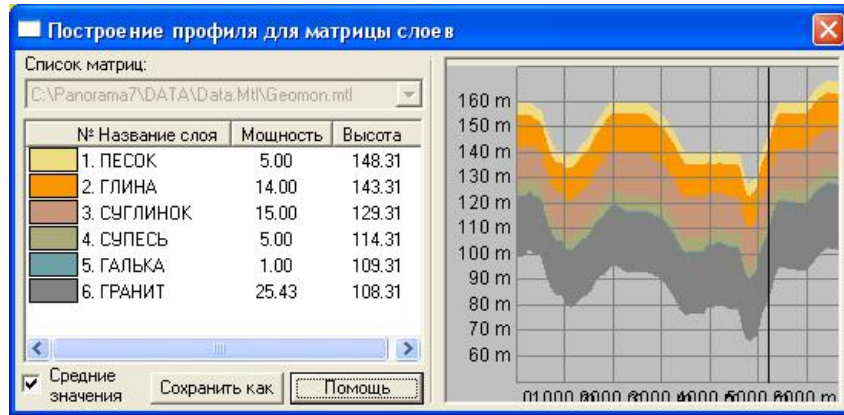 Построение профиля для матрицы слоев
Список матриц:
C:\Panorama7\DATA\Data.Mtl\Geomon.mtl
№ Название слоя Мощность Высота
1. ПЕСОК 5.00 148.31
2. ГЛИНА 14.00 143.31
3. СУГЛИНОК 15.00 129.31
4. СУПЕСЬ 5.00 114.31
5. ГАЛЬКА 1.00 109.31
6. ГРАНИТ 25.43 108.31
Средние значения
Сохранить как
Помощь
160 m
150 m
140 m
130 m
120 m
110 m
100 m
90 m
80 m
70 m
60 m